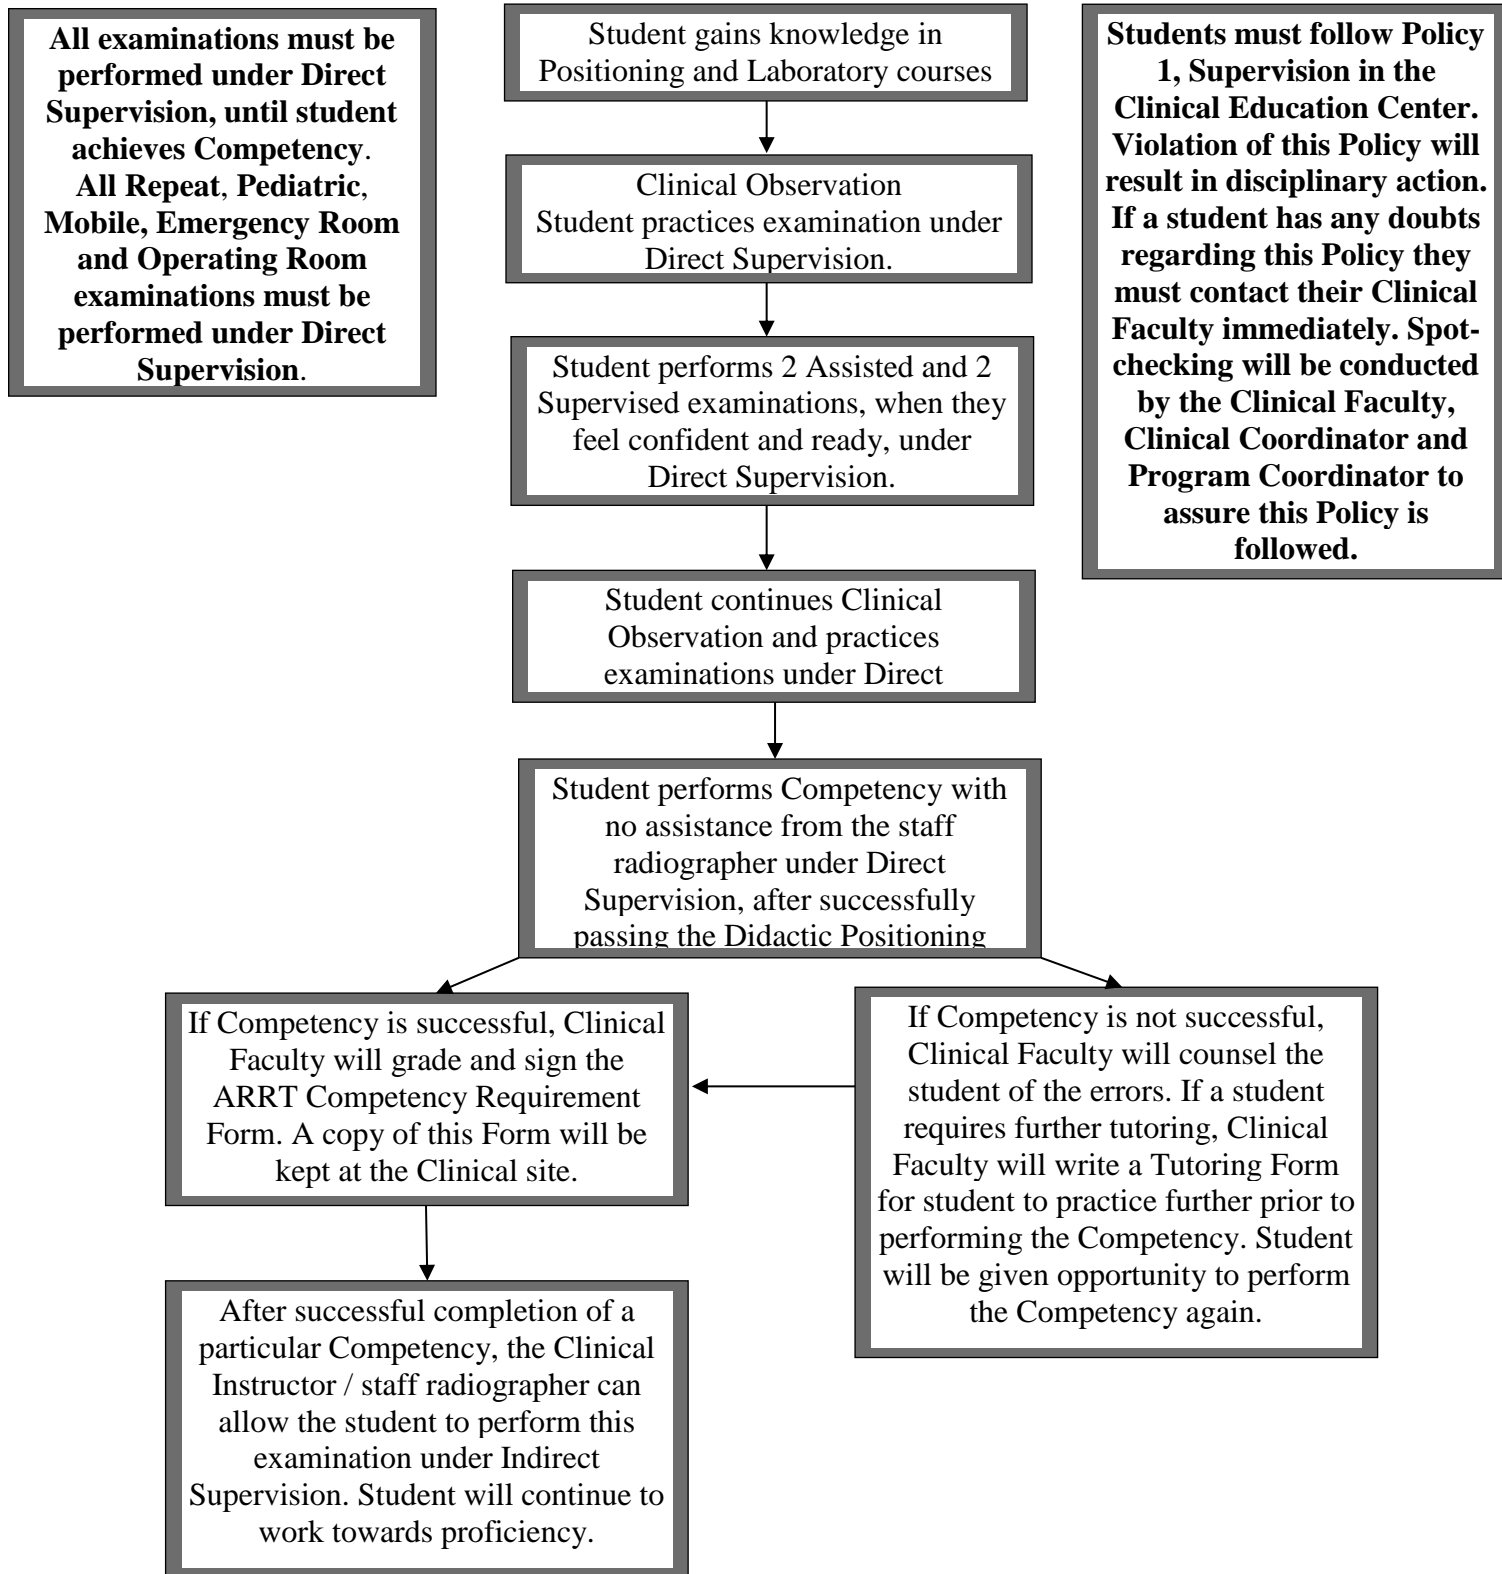 All examinations must be
performed under Direct
Supervision, until student
achieves Competency.
All Repeat, Pediatric,
Mobile, Emergency Room
and Operating Room
examinations must be
performed under Direct
Supervision.
Student gains knowledge in
Positioning and Laboratory courses
Students must follow Policy
1, Supervision in the
Clinical Education Center.
Violation of this Policy will
result in disciplinary action.
If a student has any doubts
regarding this Policy they
must contact their Clinical
Faculty immediately. Spot-
checking will be conducted
by the Clinical Faculty,
Clinical Coordinator and
Program Coordinator to
assure this Policy is
followed.
Clinical Observation
Student practices examination under
Direct Supervision.
Student performs 2 Assisted and 2
Supervised examinations, when they
feel confident and ready, under
Direct Supervision.
Student continues Clinical
Observation and practices
examinations under Direct
Student performs Competency with
no assistance from the staff
radiographer under Direct
Supervision, after successfully
passing the Didactic Positioning
If Competency is successful, Clinical
Faculty will grade and sign the
ARRT Competency Requirement
Form. A copy of this Form will be
kept at the Clinical site.
If Competency is not successful,
Clinical Faculty will counsel the
student of the errors. If a student
requires further tutoring, Clinical
Faculty will write a Tutoring Form
for student to practice further prior to
performing the Competency. Student
will be given opportunity to perform
the Competency again.
After successful completion of a
particular Competency, the Clinical
Instructor / staff radiographer can
allow the student to perform this
examination under Indirect
Supervision. Student will continue to
work towards proficiency.